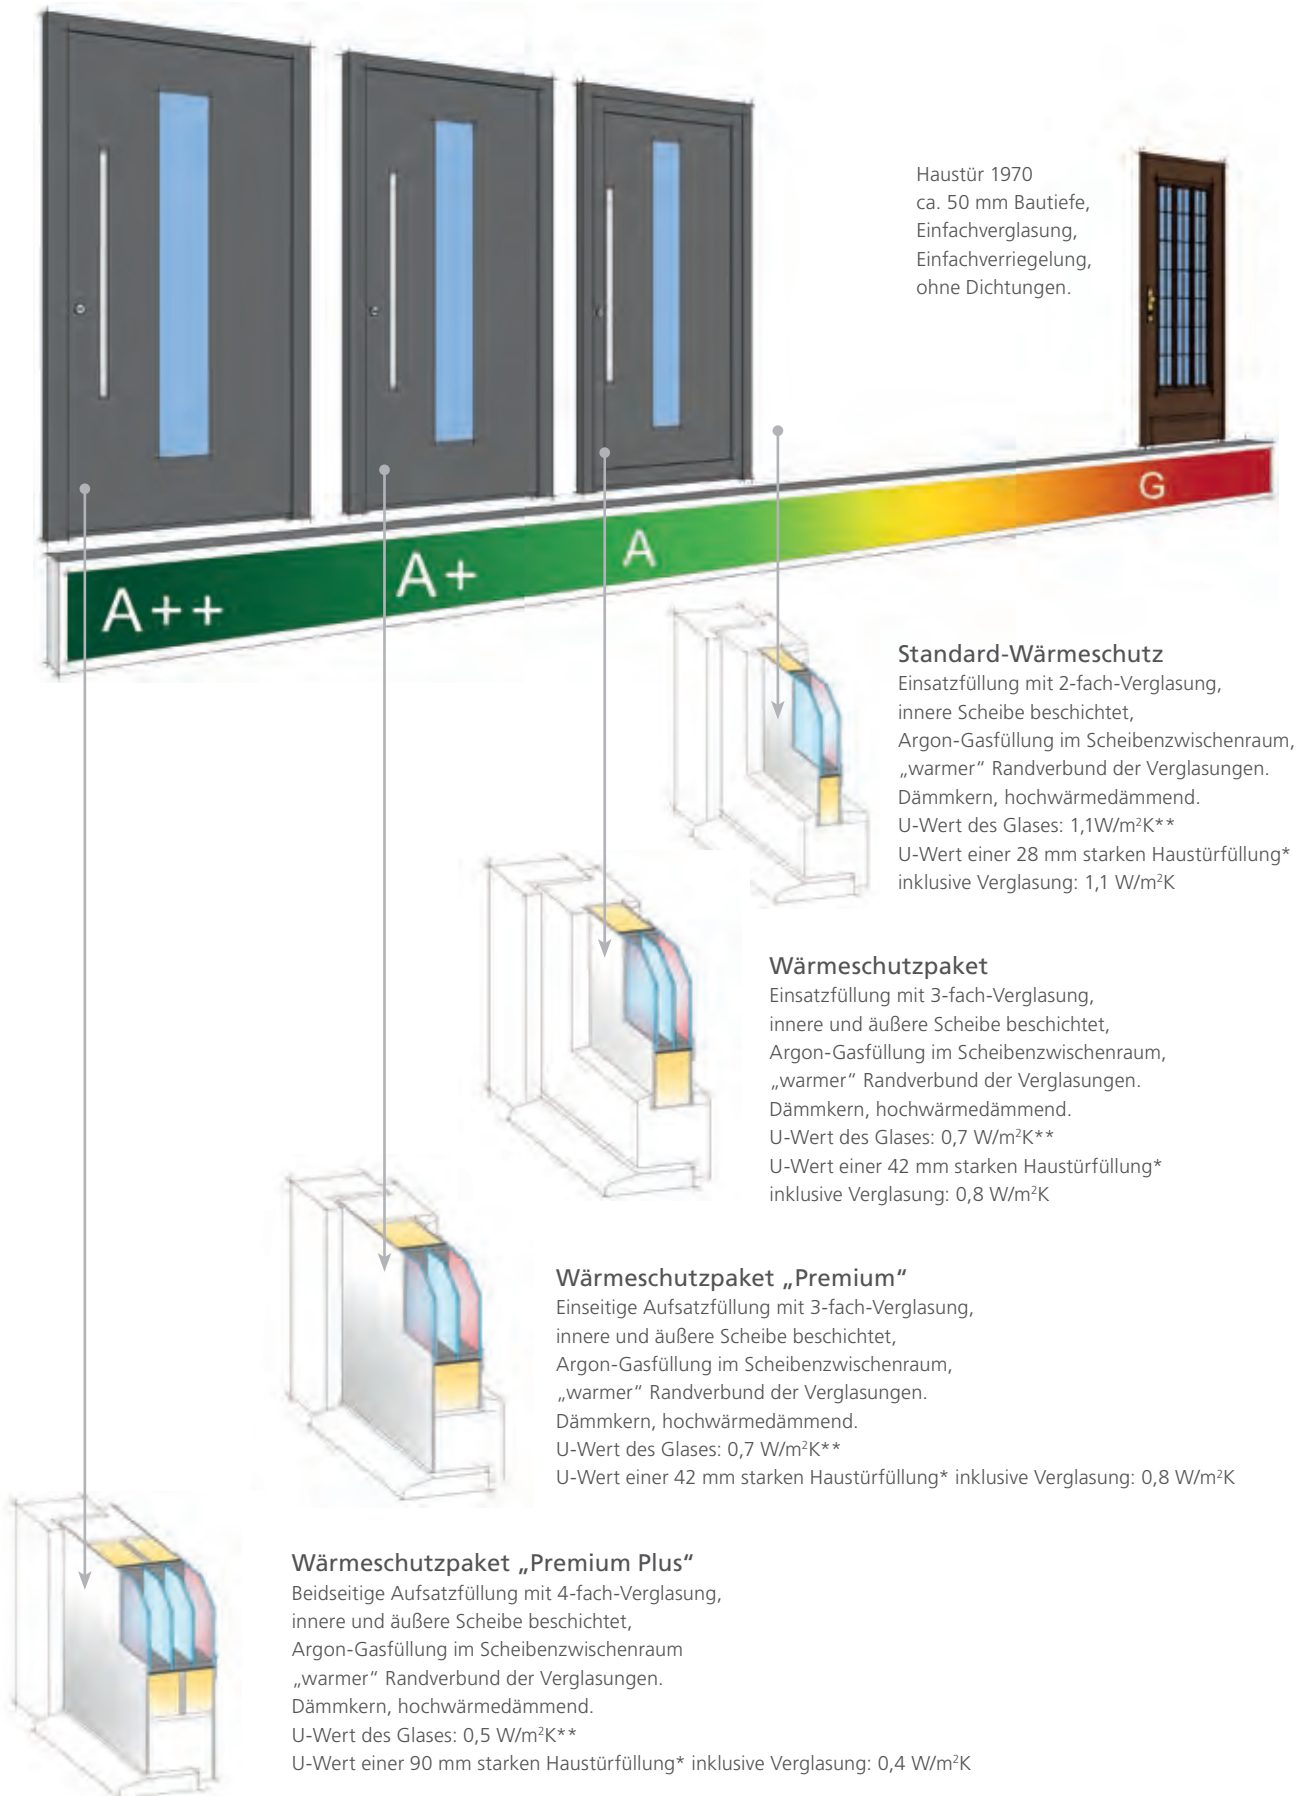 Haustür 1970
ca. 50 mm Bautiefe,
Einfachverglasung,
Einfachverriegelung,
ohne Dichtungen.
G
A
A+
A++
Standard-Wärmeschutz
Einsatzfüllung mit 2-fach-Verglasung,
innere Scheibe beschichtet,
Argon-Gasfüllung im Scheibenzwischenraum,
„warmer“ Randverbund der Verglasungen.
Dämmkern, hochwärmedämmend.
U-Wert des Glases: 1,1W/m²K**
U-Wert einer 28 mm starken Haustürfüllung*
inklusive Verglasung: 1,1 W/m²K
Wärmeschutzpaket
Einsatzfüllung mit 3-fach-Verglasung,
innere und äußere Scheibe beschichtet,
Argon-Gasfüllung im Scheibenzwischenraum,
„warmer“ Randverbund der Verglasungen.
Dämmkern, hochwärmedämmend.
U-Wert des Glases: 0,7 W/m²K**
U-Wert einer 42 mm starken Haustürfüllung*
inklusive Verglasung: 0,8 W/m²K
Wärmeschutzpaket „Premium“
Einseitige Aufsatzfüllung mit 3-fach-Verglasung,
innere und äußere Scheibe beschichtet,
Argon-Gasfüllung im Scheibenzwischenraum,
„warmer“ Randverbund der Verglasungen.
Dämmkern, hochwärmedämmend.
U-Wert des Glases: 0,7 W/m²K**
U-Wert einer 42 mm starken Haustürfüllung* inklusive Verglasung: 0,8 W/m²K
Wärmeschutzpaket „Premium Plus“
Beidseitige Aufsatzfüllung mit 4-fach-Verglasung,
innere und äußere Scheibe beschichtet,
Argon-Gasfüllung im Scheibenzwischenraum
„warmer“ Randverbund der Verglasungen.
Dämmkern, hochwärmedämmend.
U-Wert des Glases: 0,5 W/m²K**
U-Wert einer 90 mm starken Haustürfüllung* inklusive Verglasung: 0,4 W/m²K